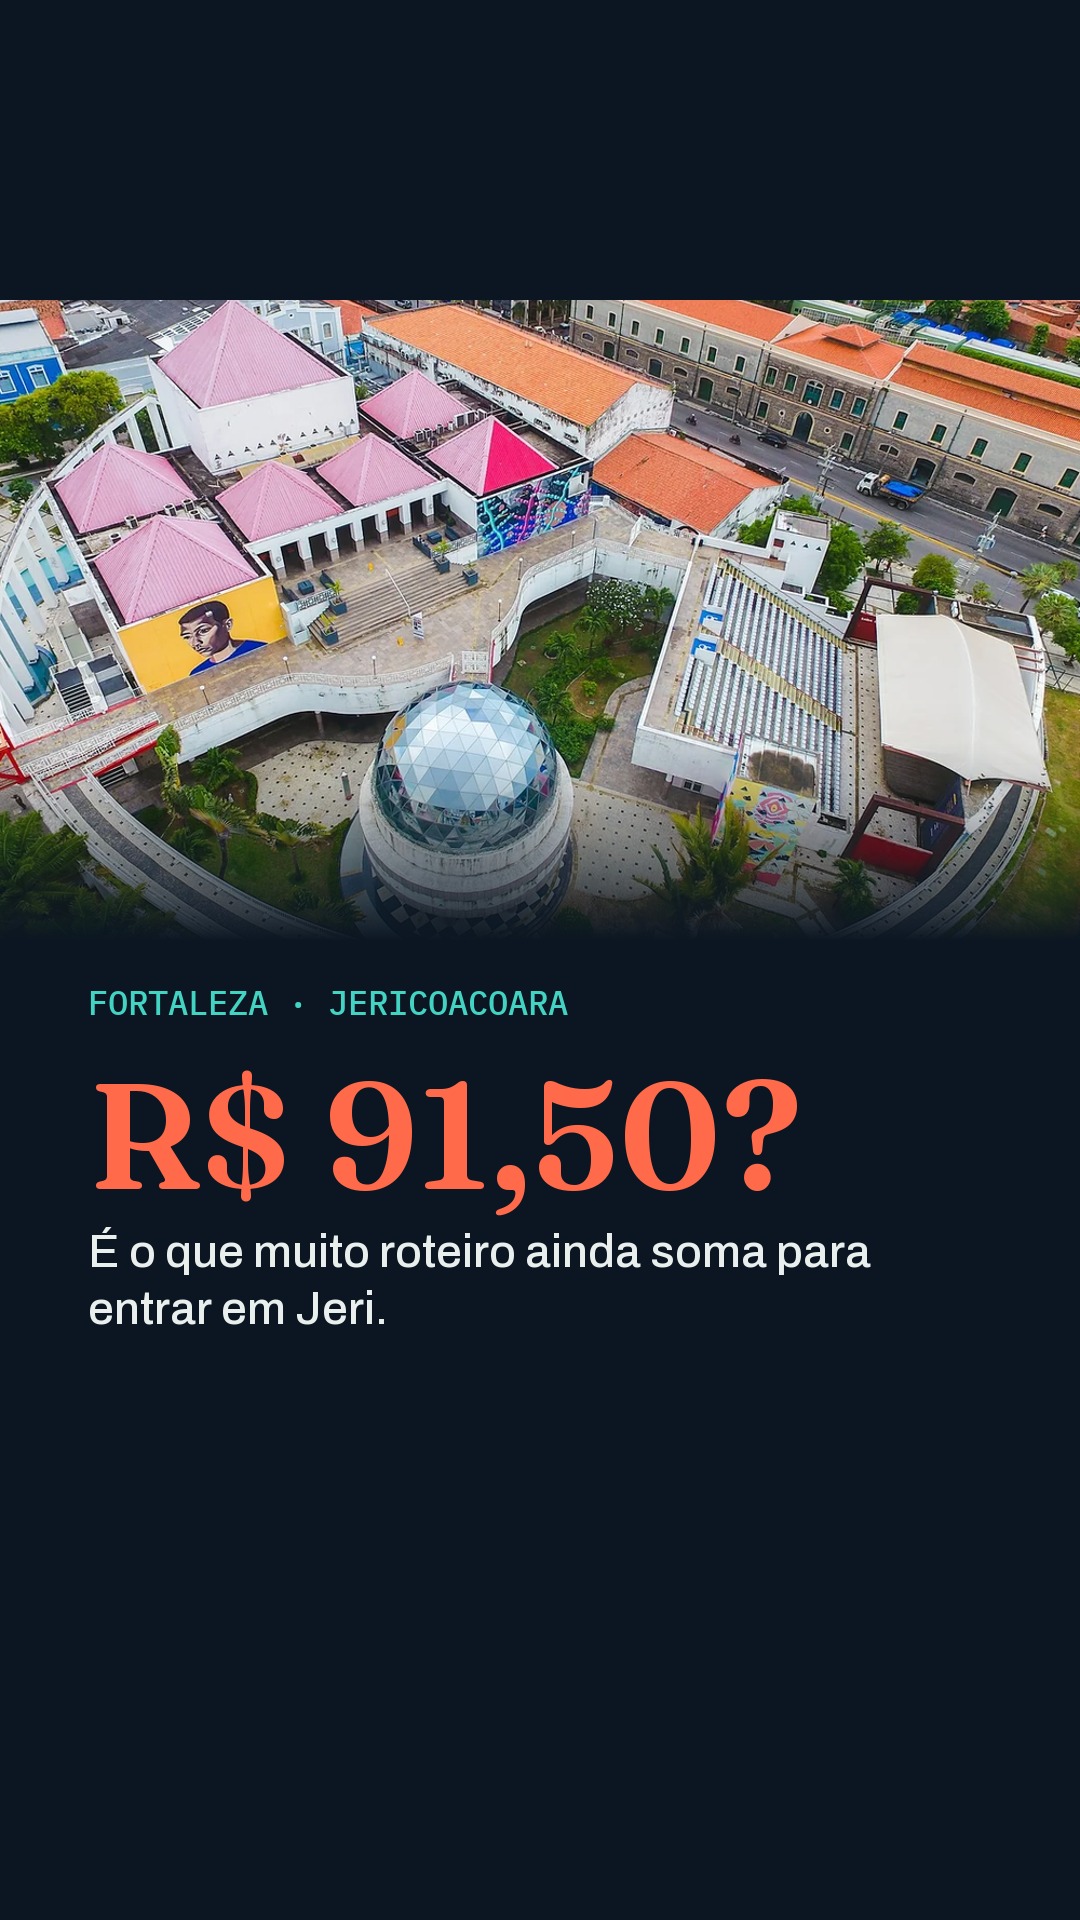 FORTALEZA · JERICOACOARA
R$ 91,50?
É o que muito roteiro ainda soma para
entrar em Jeri.